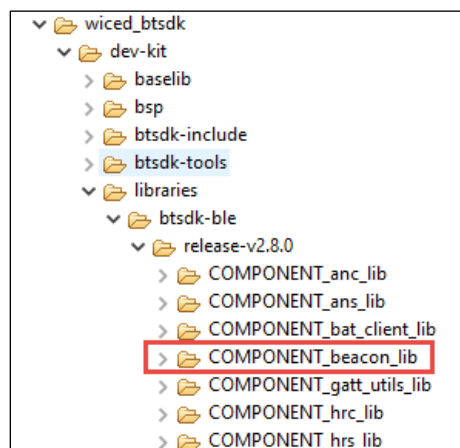 wiced_btsdk
dev-kit
baselib
bsp
btsdk-include
btsdk-tools
libraries
btsdk-ble
release-v2.8.0
COMPONENT_anc_lib
COMPONENT_ans_lib
COMPONENT_bat_client_lib
COMPONENT_beacon_lib
COMPONENT_gatt_utils_lib
COMPONENT_hrc_lib
COMPONENT_hrs_lib